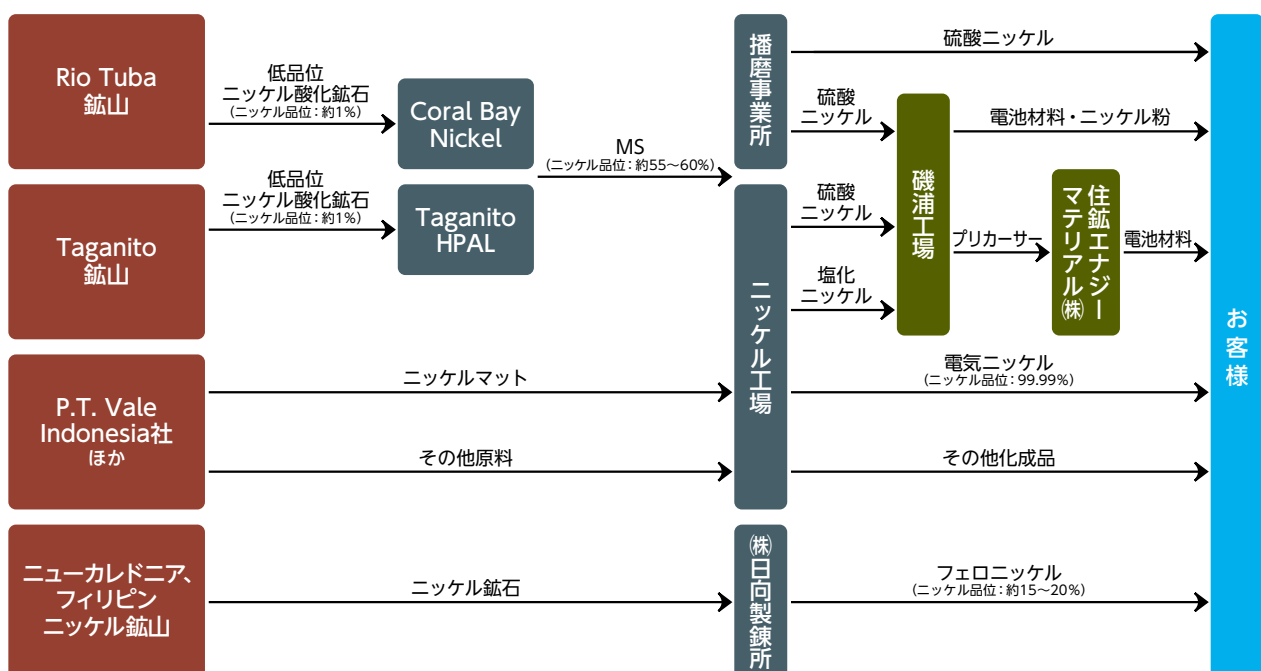 Rio Tuba
鉱山
低品位
ニッケル酸化鉱石
(ニッケル品位：約1%)
Coral Bay
Nickel
Taganito
鉱山
低品位
ニッケル酸化鉱石
(ニッケル品位：約1%)
Taganito
HPAL
MS
(ニッケル品位：約55～60%)
播磨事業所
硫酸ニッケル
硫酸
ニッケル
磯浦工場
電池材料・ニッケル粉
硫酸
ニッケル
プリカーサー
住鉱エナジー
マテリアル㈱
電池材料
塩化
ニッケル
ニッケル工場
P.T. Vale
Indonesia社
ほか
ニッケルマット
電気ニッケル
(ニッケル品位：99.99%)
その他原料
その他化成品
ニューカレドニア、
フィリピン
ニッケル鉱山
ニッケル鉱石
㈱日向製錬所
フェロニッケル
(ニッケル品位：約15～20%)
お客様